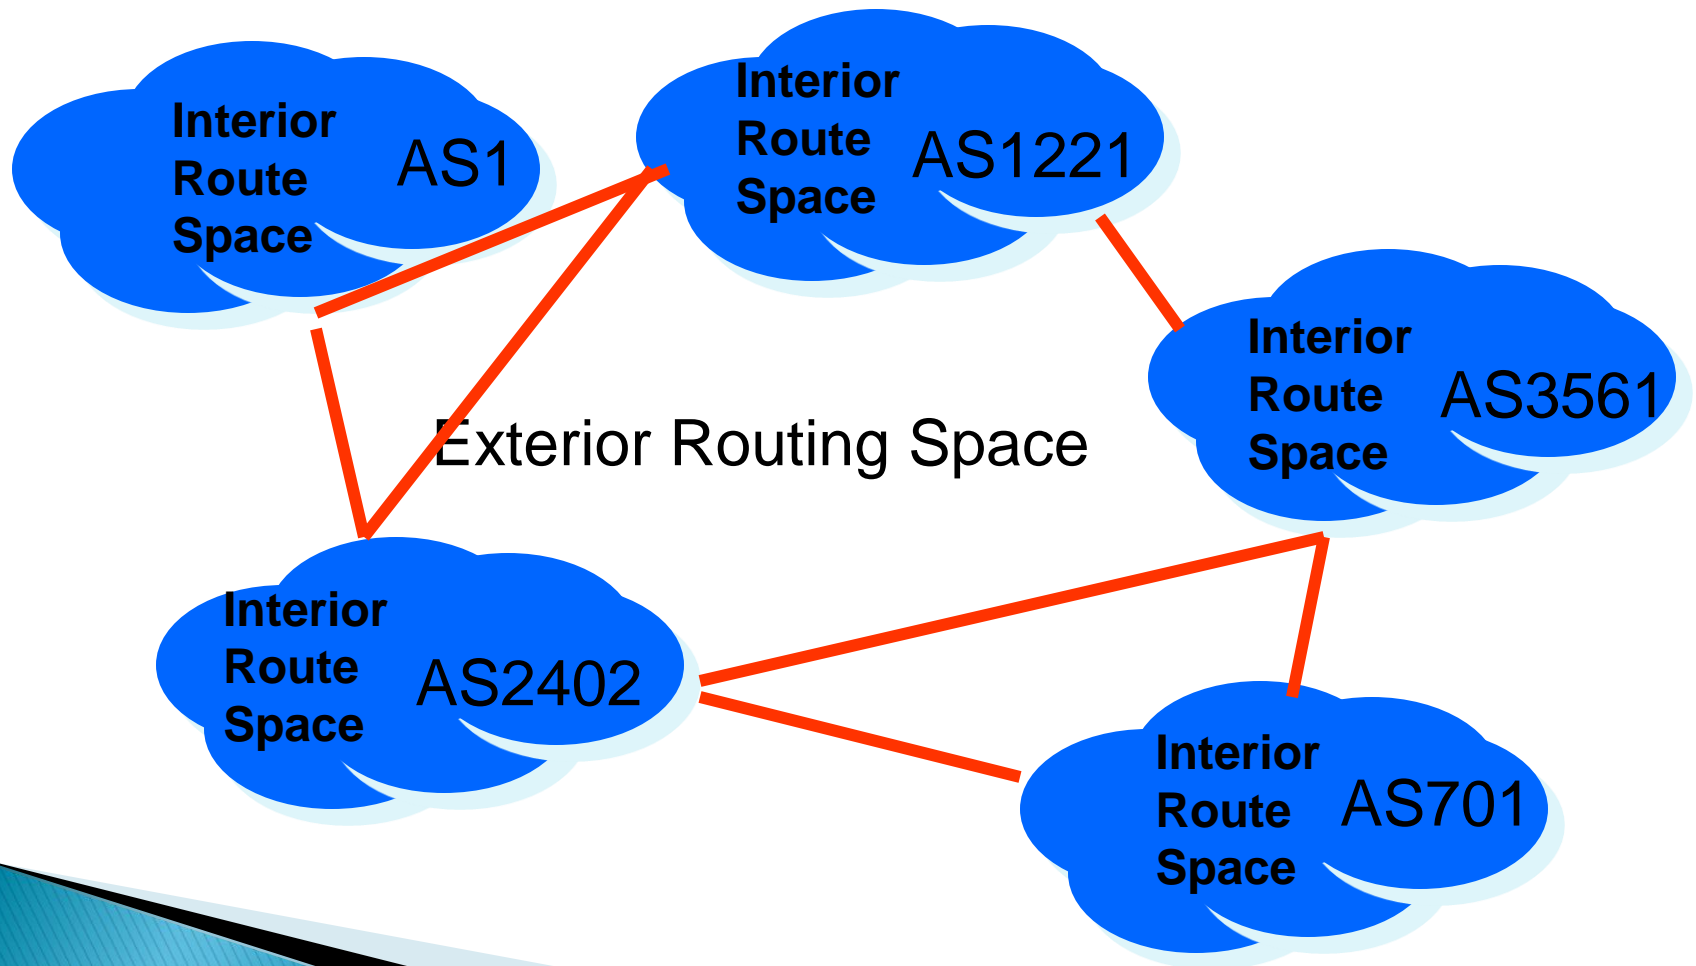 Interior
Route
Space
AS1
Interior
Route
Space
AS1221
Interior
Route
Space
AS3561
Exterior Routing Space
Interior
Route
Space
AS2402
Interior
Route
Space
AS701